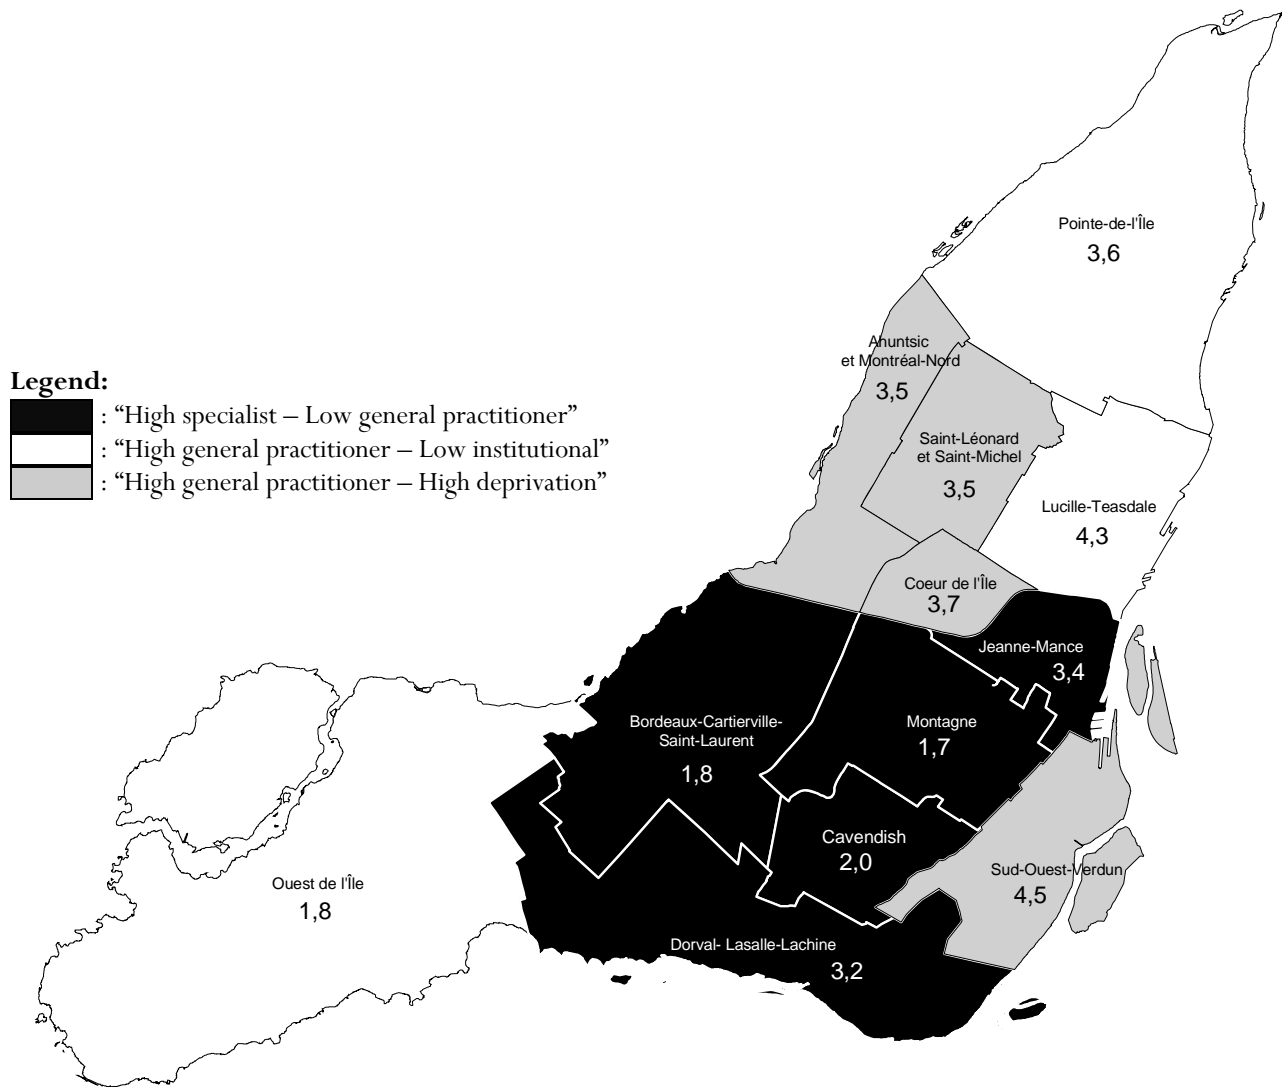 Legend:
: “High specialist – Low general practitioner”
: “High general practitioner – Low institutional”
: “High general practitioner – High deprivation”
Pointe-de-l'Île
3,6
Ahuntsic
et Montréal-Nord
3,5
Saint-Léonard
et Saint-Michel
3,5
Lucille-Teasdale
4,3
Coeur de l'Île
3,7
Jeanne-Mance
3,4
Bordeaux-Cartierville-
Saint-Laurent
1,8
Montagne
1,7
Cavendish
2,0
Sud-Ouest-Verdun
4,5
Ouest de l'Île
1,8
Dorval- Lasalle-Lachine
3,2